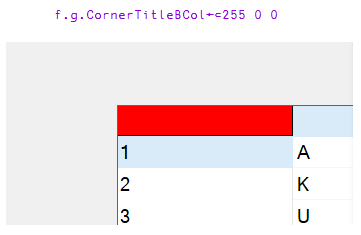 f.g.CornerTitleBCol←⊂255 0 0
1 A
2 K
3 U